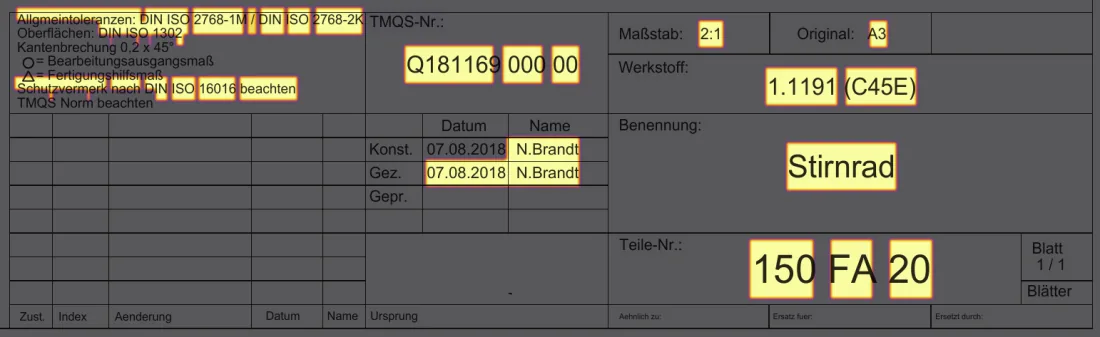 Allgmeintoleranzen: DIN ISO 2768-1M / DIN ISO 2768-2K
Oberflächen: DIN ISO 1302
Kantenbrechung 0,2 x 45°
= Bearbeitungsausgangsmaß
= Fertigungshilfsmaß
Schutzvermerk nach DIN ISO 16016 beachten
TMQS Norm beachten
TMQS-Nr.:
Q181169 000 00
Maßstab: 2:1 Original: A3
Werkstoff:
1.1191 (C45E)
Datum Name
Konst. 07.08.2018 N.Brandt
Gez. 07.08.2018 N.Brandt
Gepr.
Benennung:
Stirnrad
Teile-Nr.:
150 FA 20
Blatt
1 / 1
Blätter
-
Zust. Index Aenderung Datum Name Ursprung
Aehnlich zu: Ersatz fuer: Ersetzt durch: